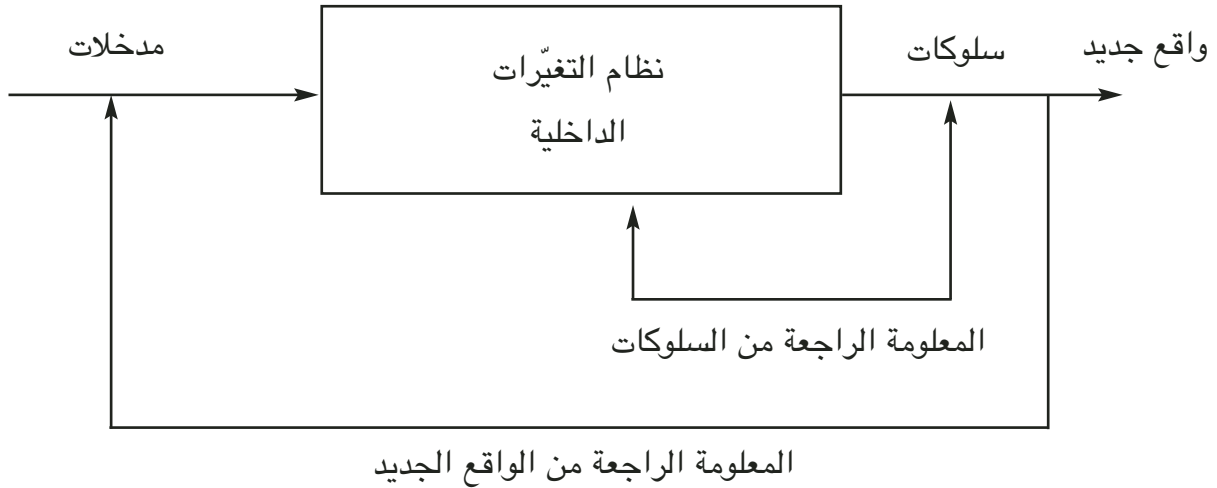 واقع جديد
سلوكات
مدخلات
نظام التغيّرات
الداخلية
المعلومة الراجعة من السلوكات
المعلومة الراجعة من الواقع الجديد